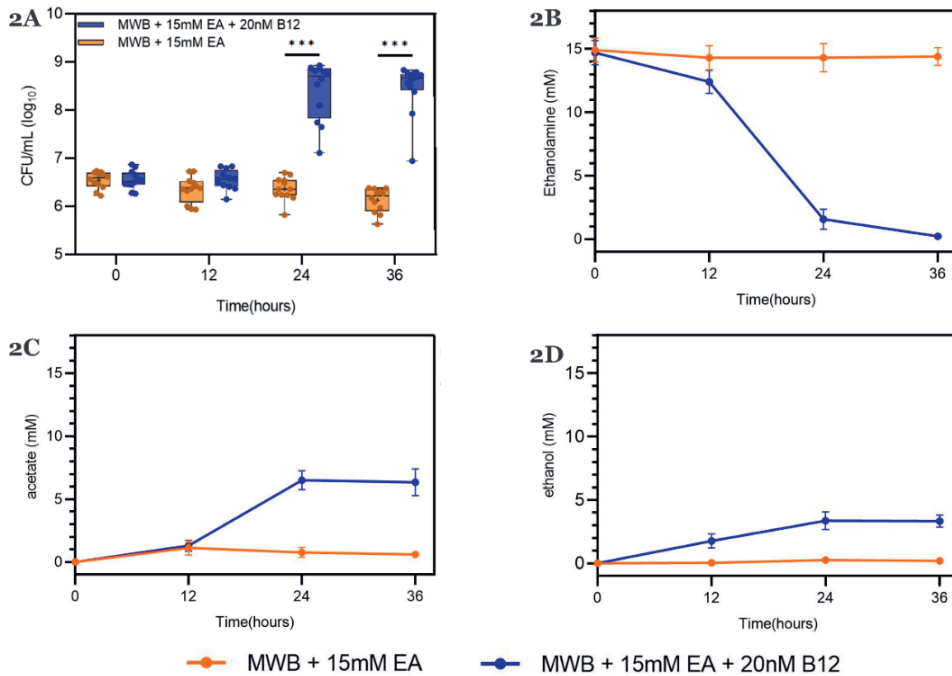 2A
MWB + 15mM EA + 20nM B12
MWB + 15mM EA
***
***
CFU/mL (log10)
10
9
8
7
6
5
0
12
24
36
Time(hours)
2B
Ethanolamine (mM)
15
10
5
0
0
12
24
36
Time(hours)
2C
acetate (mM)
15
10
5
0
0
12
24
36
Time(hours)
2D
ethanol (mM)
15
10
5
0
0
12
24
36
Time(hours)
MWB + 15mM EA
MWB + 15mM EA + 20nM B12